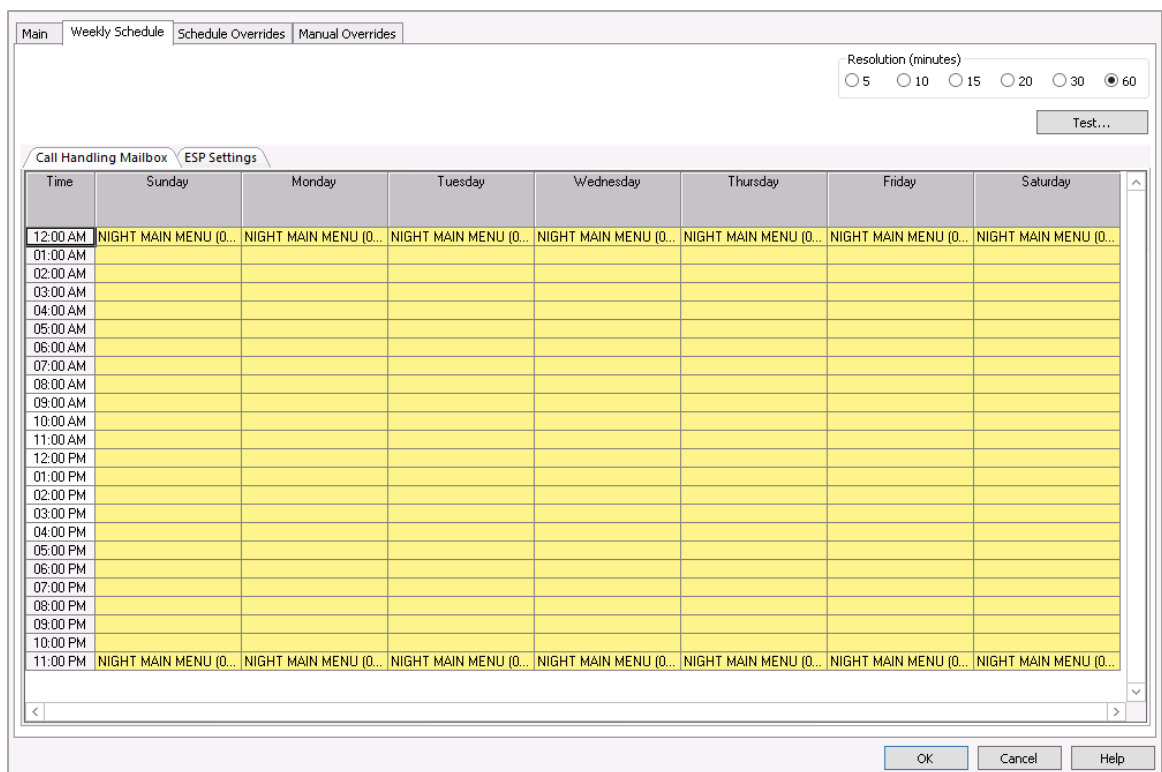 Main Weekly Schedule Schedule Overrides Manual Overrides
Resolution (minutes)
5 10 15 20 30 60
Test...
Call Handling Mailbox ESP Settings
Time Sunday Monday Tuesday Wednesday Thursday Friday Saturday
12:00 AM NIGHT MAIN MENU (0... NIGHT MAIN MENU (0... NIGHT MAIN MENU (0... NIGHT MAIN MENU (0... NIGHT MAIN MENU (0... NIGHT MAIN MENU (0... NIGHT MAIN MENU (0...
01:00 AM
02:00 AM
03:00 AM
04:00 AM
05:00 AM
06:00 AM
07:00 AM
08:00 AM
09:00 AM
10:00 AM
11:00 AM
12:00 PM
01:00 PM
02:00 PM
03:00 PM
04:00 PM
05:00 PM
06:00 PM
07:00 PM
08:00 PM
09:00 PM
10:00 PM
11:00 PM NIGHT MAIN MENU (0... NIGHT MAIN MENU (0... NIGHT MAIN MENU (0... NIGHT MAIN MENU (0... NIGHT MAIN MENU (0... NIGHT MAIN MENU (0... NIGHT MAIN MENU (0...
OK Cancel Help